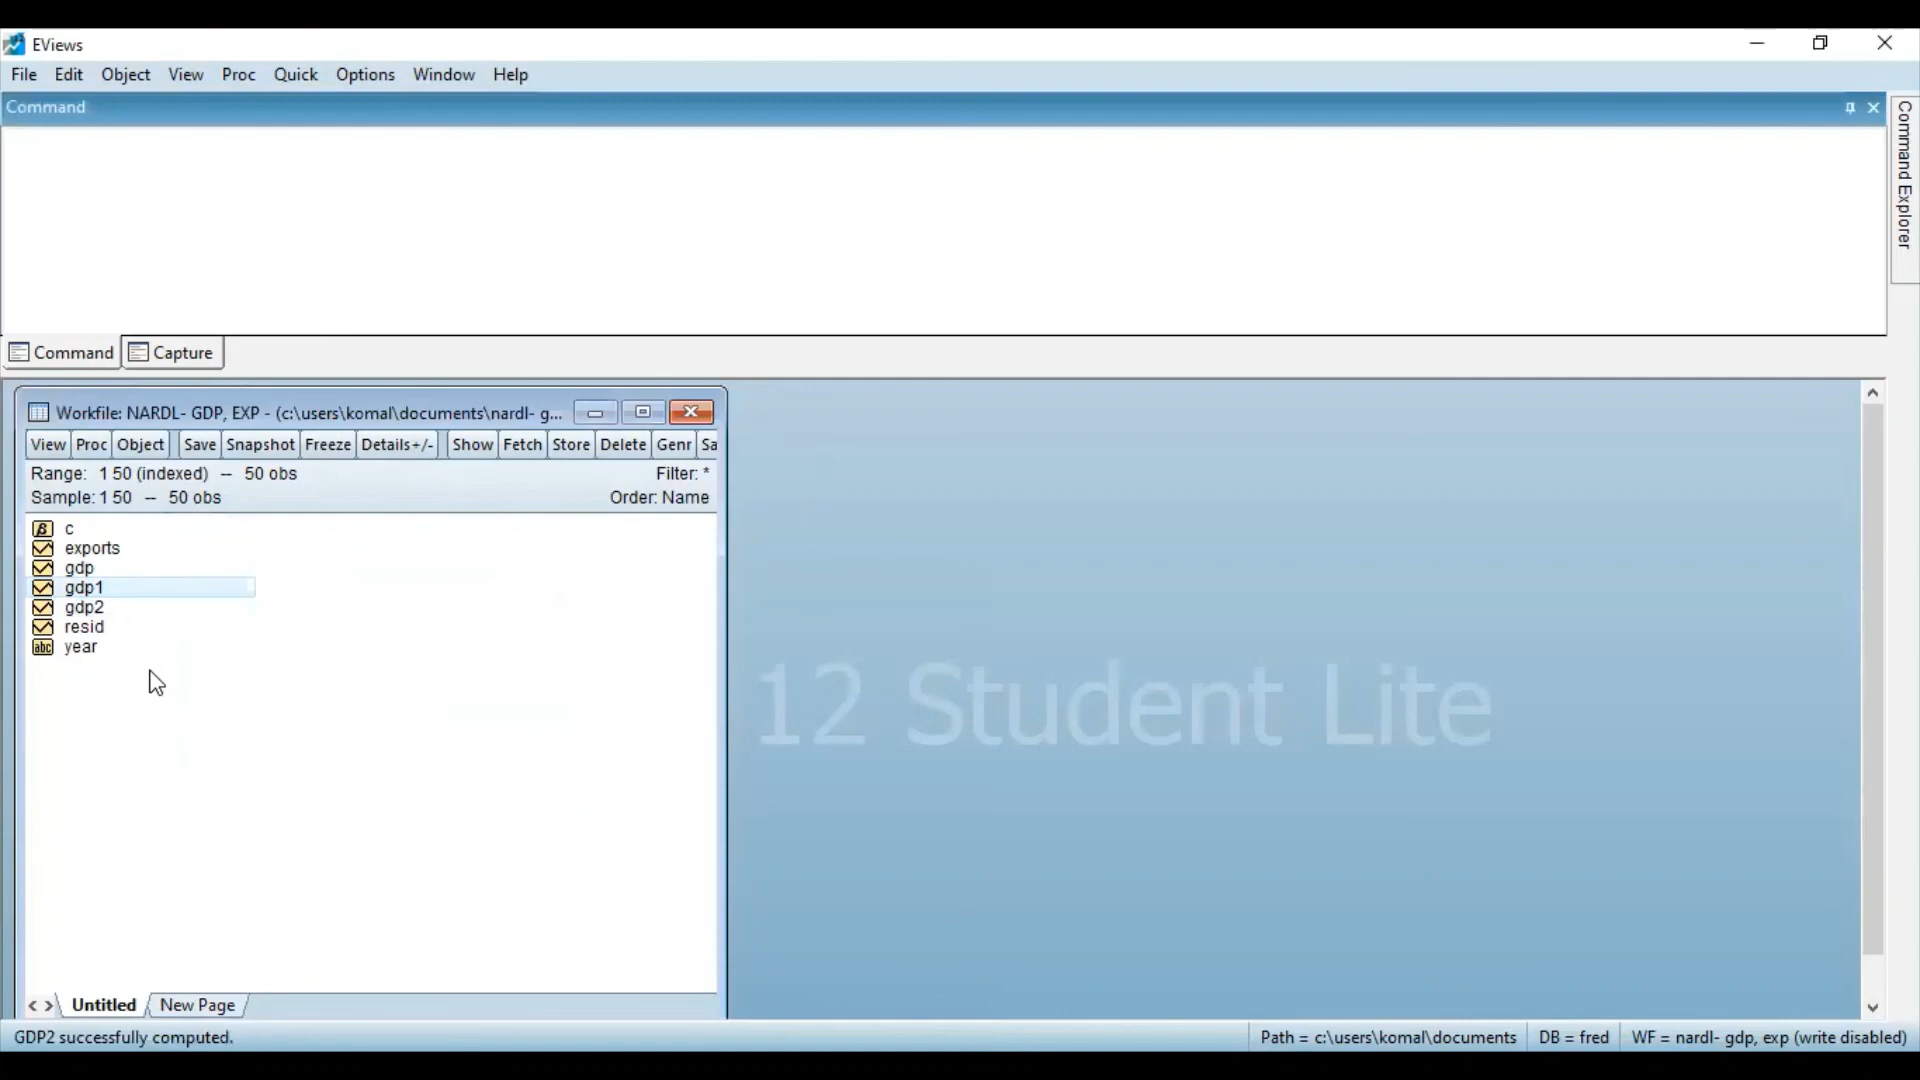 EViews
File Edit Object View Proc Quick Options Window Help
Command
Command Explorer
Command Capture
Workfile: NARDL- GDP, EXP - (c:\users\komal\documents\nardl- g...
View Proc Object Save Snapshot Freeze Details+/- Show Fetch Store Delete Genr Sa
Range: 1 50 (indexed) -- 50 obs Filter: *
Sample: 1 50 -- 50 obs Order: Name
β c
exports
gdp
gdp1
gdp2
resid
abc year
12 Student Lite
< > Untitled New Page
GDP2 successfully computed. Path = c:\users\komal\documents DB = fred WF = nardl- gdp, exp (write disabled)